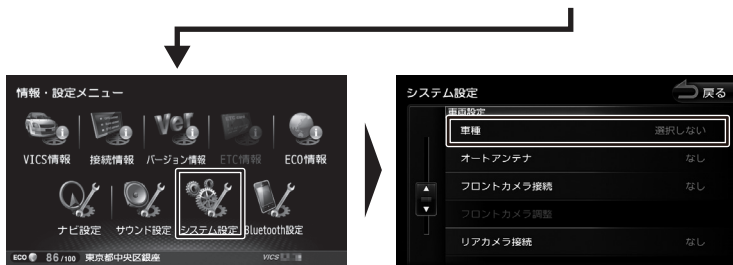 情報・設定メニュー
Ver
VICS情報 接続情報 バージョン情報 ETC情報 ECO情報
ナビ設定 サウンド設定 システム設定 Bluetooth設定
ECO 86/100 東京都中央区銀座 VICS
システム設定 戻る
車両設定
車種 選択しない
オートアンテナ なし
フロントカメラ接続 なし
フロントカメラ調整
リアカメラ接続 なし